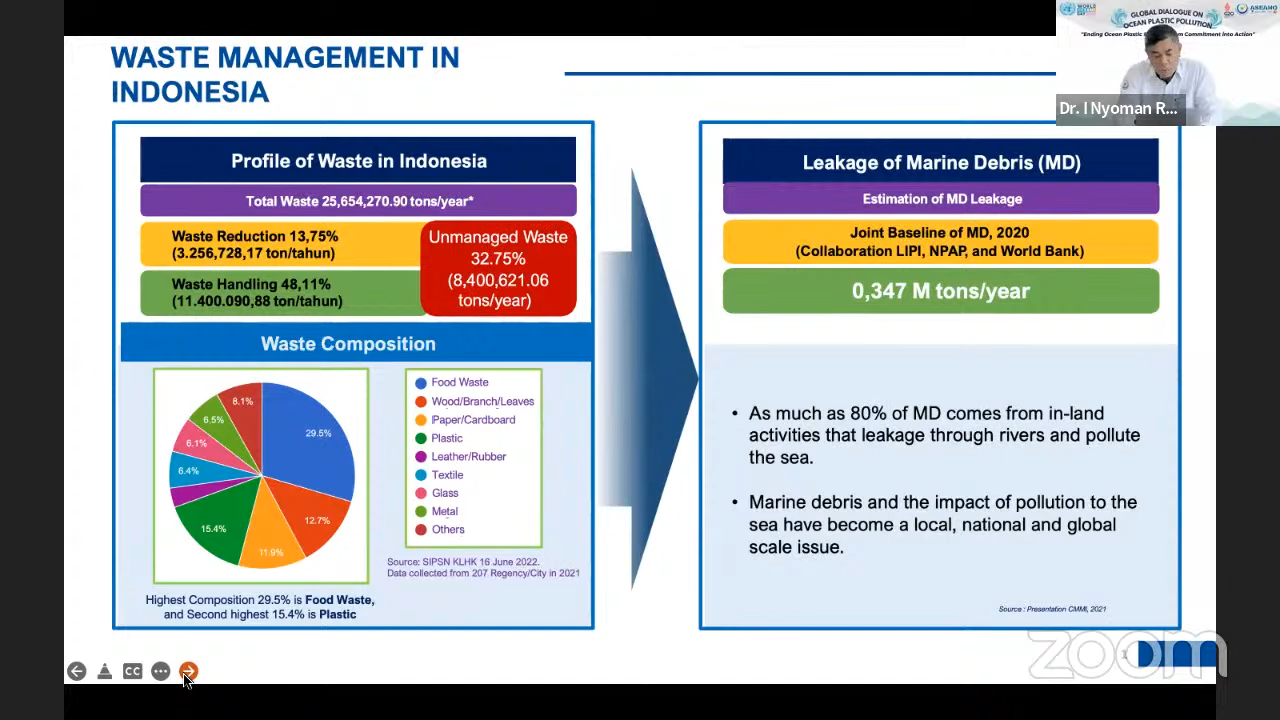 WASTE MANAGEMENT IN
INDONESIA
GLOBAL DIALOGUE ON
OCEAN PLASTIC POLLUTION
"Ending Ocean Plastic
Commitment Into Action"
Dr. I Nyoman R...
Profile of Waste in Indonesia
Total Waste 25,654,270.90 tons/year*
Waste Reduction 13,75%
(3.256,728,17 ton/tahun)
Waste Handling 48,11%
(11.400.090,88 ton/tahun)
Unmanaged Waste
32.75%
(8,400,621.06
tons/year)
Waste Composition
8.1%
6.5%
6.1%
6.4%
15.4%
11.9%
12.7%
29.5%
Food Waste
Wood/Branch/Leaves
Paper/Cardboard
Plastic
Leather/Rubber
Textile
Glass
Metal
Others
Source: SIPSN KLHK 16 June 2022.
Data collected from 207 Regency/City in 2021
Highest Composition 29.5% is Food Waste,
and Second highest 15.4% is Plastic
Leakage of Marine Debris (MD)
Estimation of MD Leakage
Joint Baseline of MD, 2020
(Collaboration LIPI, NPAP, and World Bank)
0,347 M tons/year
• As much as 80% of MD comes from in-land
activities that leakage through rivers and pollute
the sea.
• Marine debris and the impact of pollution to the
sea have become a local, national and global
scale issue.
Source : Presentation CMMI, 2021
CC
zoom